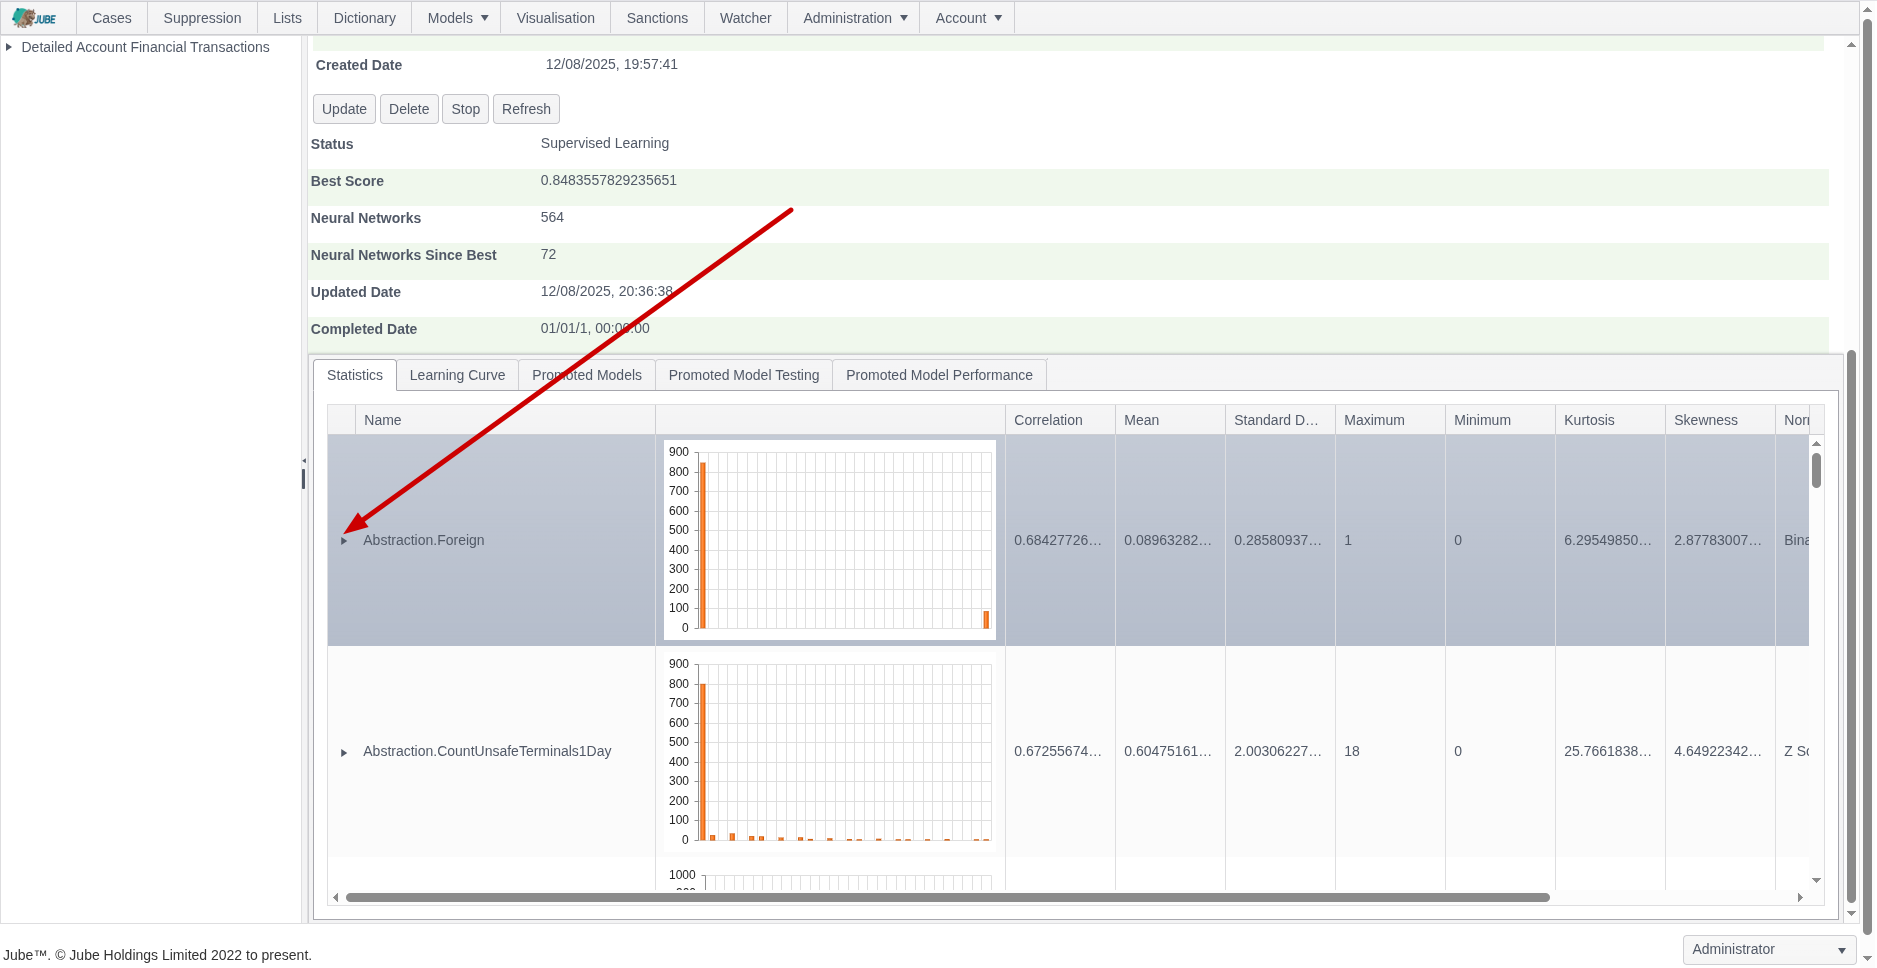 JUBE Cases Suppression Lists Dictionary Models Visualisation Sanctions Watcher Administration Account
Detailed Account Financial Transactions
Created Date 12/08/2025, 19:57:41
Update Delete Stop Refresh
Status Supervised Learning
Best Score 0.8483557829235651
Neural Networks 564
Neural Networks Since Best 72
Updated Date 12/08/2025, 20:36:38
Completed Date 01/01/1, 00:00:00
Statistics Learning Curve Promoted Models Promoted Model Testing Promoted Model Performance
Name Correlation Mean Standard D... Maximum Minimum Kurtosis Skewness
900
800
700
600
500
400
300
200
100
0
Abstraction.Foreign 0.68427726... 0.08963282... 0.28580937... 1 0 6.29549850... 2.87783007... Bina
900
800
700
600
500
400
300
200
100
0
Abstraction.CountUnsafeTerminals1Day 0.67255674... 0.60475161... 2.00306227... 18 0 25.7661838... 4.64922342... Z Sc
1000
Jube™. © Jube Holdings Limited 2022 to present.
Administrator